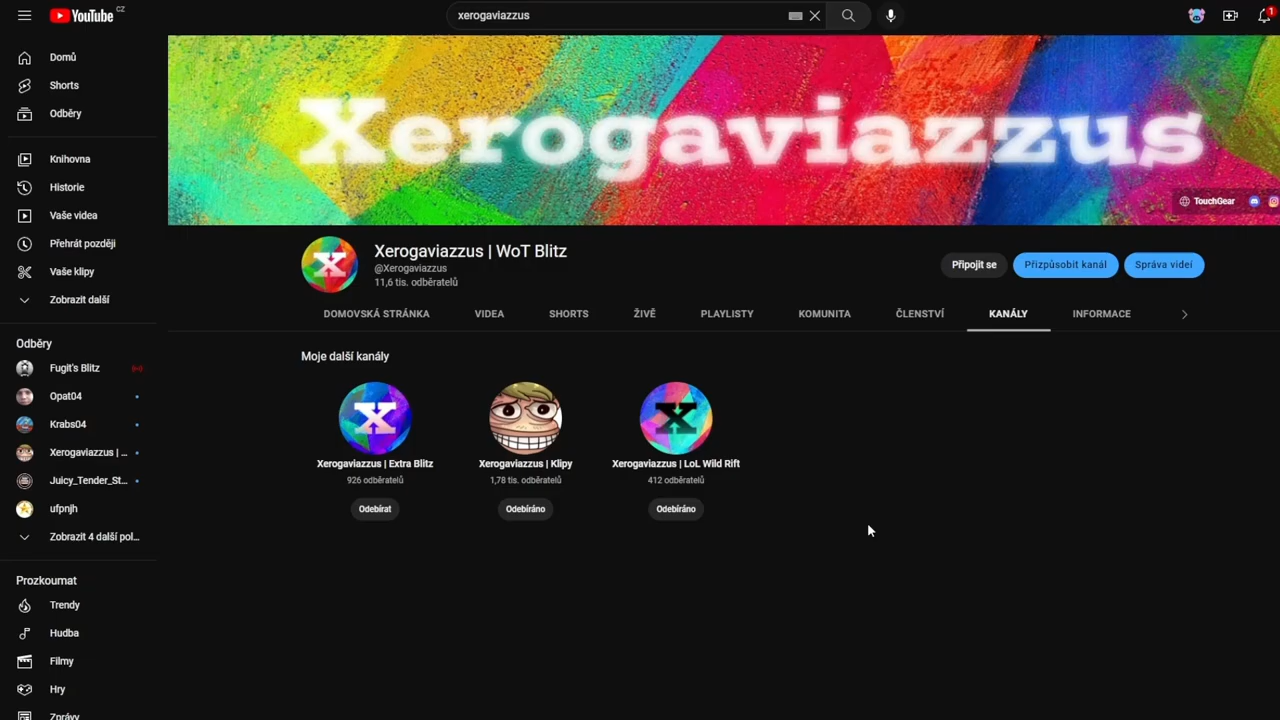 YouTube CZ
xerogaviazzus
1
Domů
Shorts
Odběry
Knihovna
Historie
Vaše videa
Přehrát později
Vaše klipy
Zobrazit další
Odběry
Fugit's Blitz
Opat04
Krabs04
Xerogaviazzus | ...
Juicy_Tender_St...
ufpnjh
Zobrazit 4 další pol...
Prozkoumat
Trendy
Hudba
Filmy
Hry
Zprávy
Xerogaviazzus
TouchGear
X
Xerogaviazzus | WoT Blitz
@Xerogaviazzus
11,6 tis. odběratelů
Připojit se
Přizpůsobit kanál
Správa videí
DOMOVSKÁ STRÁNKA VIDEA SHORTS ŽIVĚ PLAYLISTY KOMUNITA ČLENSTVÍ KANÁLY INFORMACE
Moje další kanály
X X
Xerogaviazzus | Extra Blitz Xerogaviazzus | Klipy Xerogaviazzus | LoL Wild Rift
926 odběratelů 1,78 tis. odběratelů 412 odběratelů
Odebírat Odebíráno Odebíráno